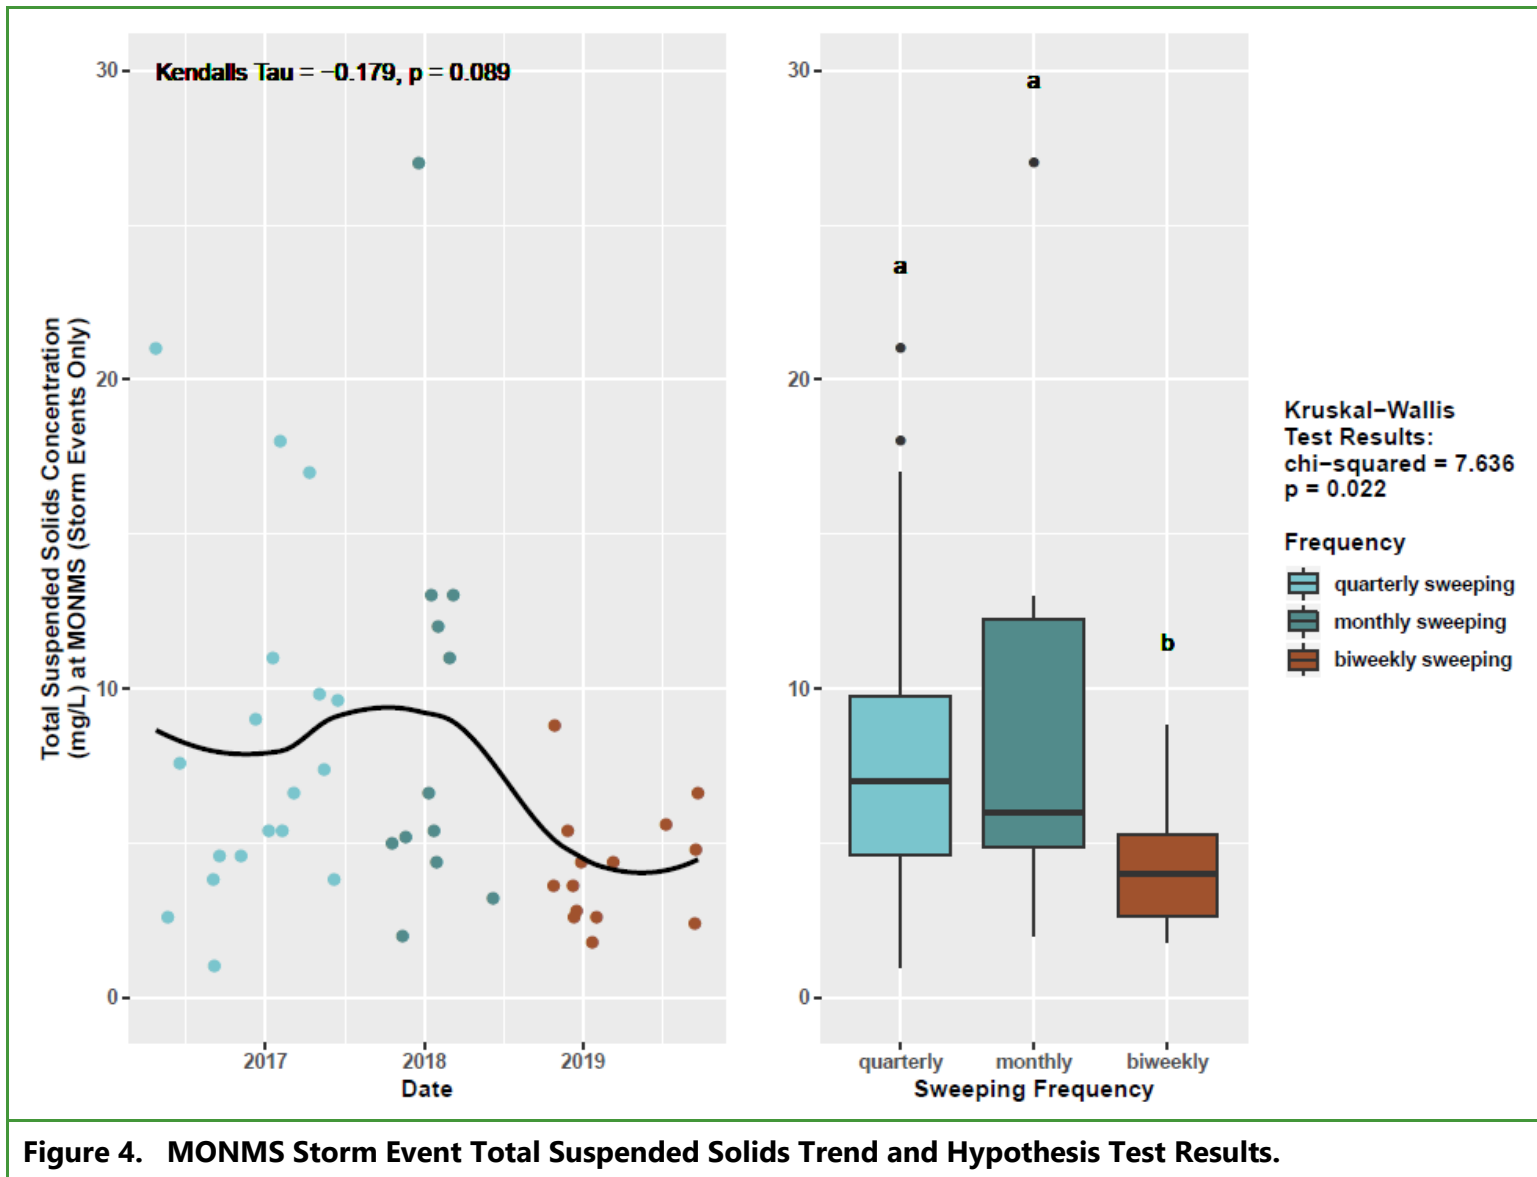 Total Suspended Solids Concentration
(mg/L) at MONMS (Storm Events Only)
30
20
10
0
Kendalls Tau = −0.179, p = 0.089
2017 2018 2019
Date
30
20
10
0
a
a
b
quarterly monthly biweekly
Sweeping Frequency
Kruskal−Wallis
Test Results:
chi−squared = 7.636
p = 0.022
Frequency
quarterly sweeping
monthly sweeping
biweekly sweeping
Figure 4. MONMS Storm Event Total Suspended Solids Trend and Hypothesis Test Results.